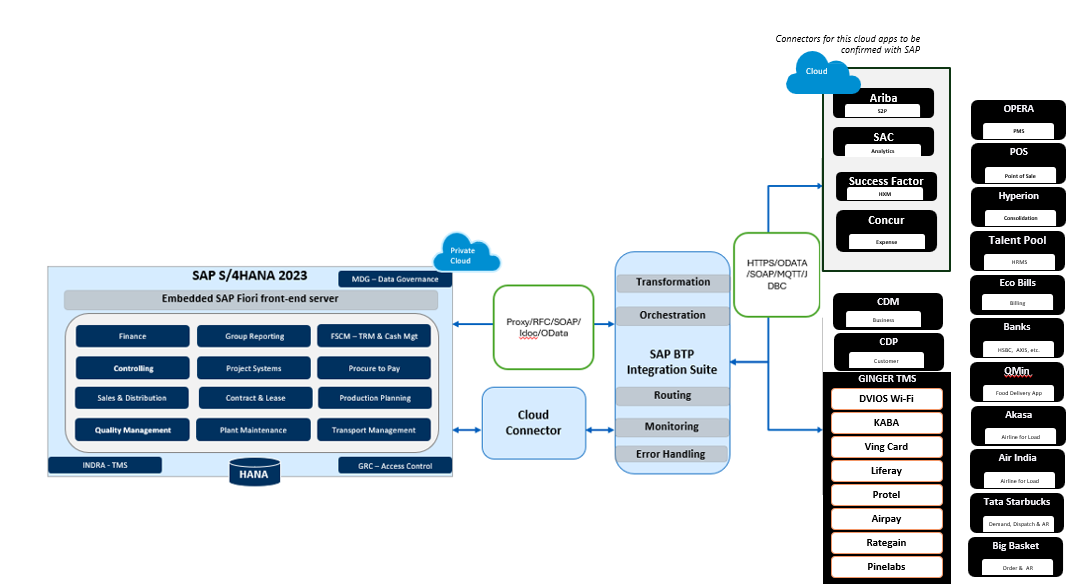 Connectors for this cloud apps to be
confirmed with SAP
Cloud
Ariba
S2P
SAC
Analytics
Success Factor
HXM
Concur
Expense
OPERA
PMS
POS
Point of Sale
Hyperion
Consolidation
Talent Pool
HRMS
Eco Bills
Billing
Banks
HSBC, AXIS, etc.
QMin
Food Delivery App
Akasa
Airline for Load
Air India
Airline for Load
Tata Starbucks
Demand, Dispatch & AR
Big Basket
Order & AR
Private
Cloud
SAP S/4HANA 2023
MDG – Data Governance
Embedded SAP Fiori front-end server
Finance
Group Reporting
FSCM – TRM & Cash Mgt
Controlling
Project Systems
Procure to Pay
Sales & Distribution
Contract & Lease
Production Planning
Quality Management
Plant Maintenance
Transport Management
INDRA - TMS
HANA
GRC – Access Control
Proxy/RFC/SOAP/
Idoc/OData
Cloud
Connector
Transformation
Orchestration
SAP BTP
Integration Suite
Routing
Monitoring
Error Handling
HTTPS/ODATA
/SOAP/MQTT/J
DBC
CDM
Business
CDP
Customer
GINGER TMS
DVIOS Wi-Fi
KABA
Ving Card
Liferay
Protel
Airpay
Rategain
Pinelabs